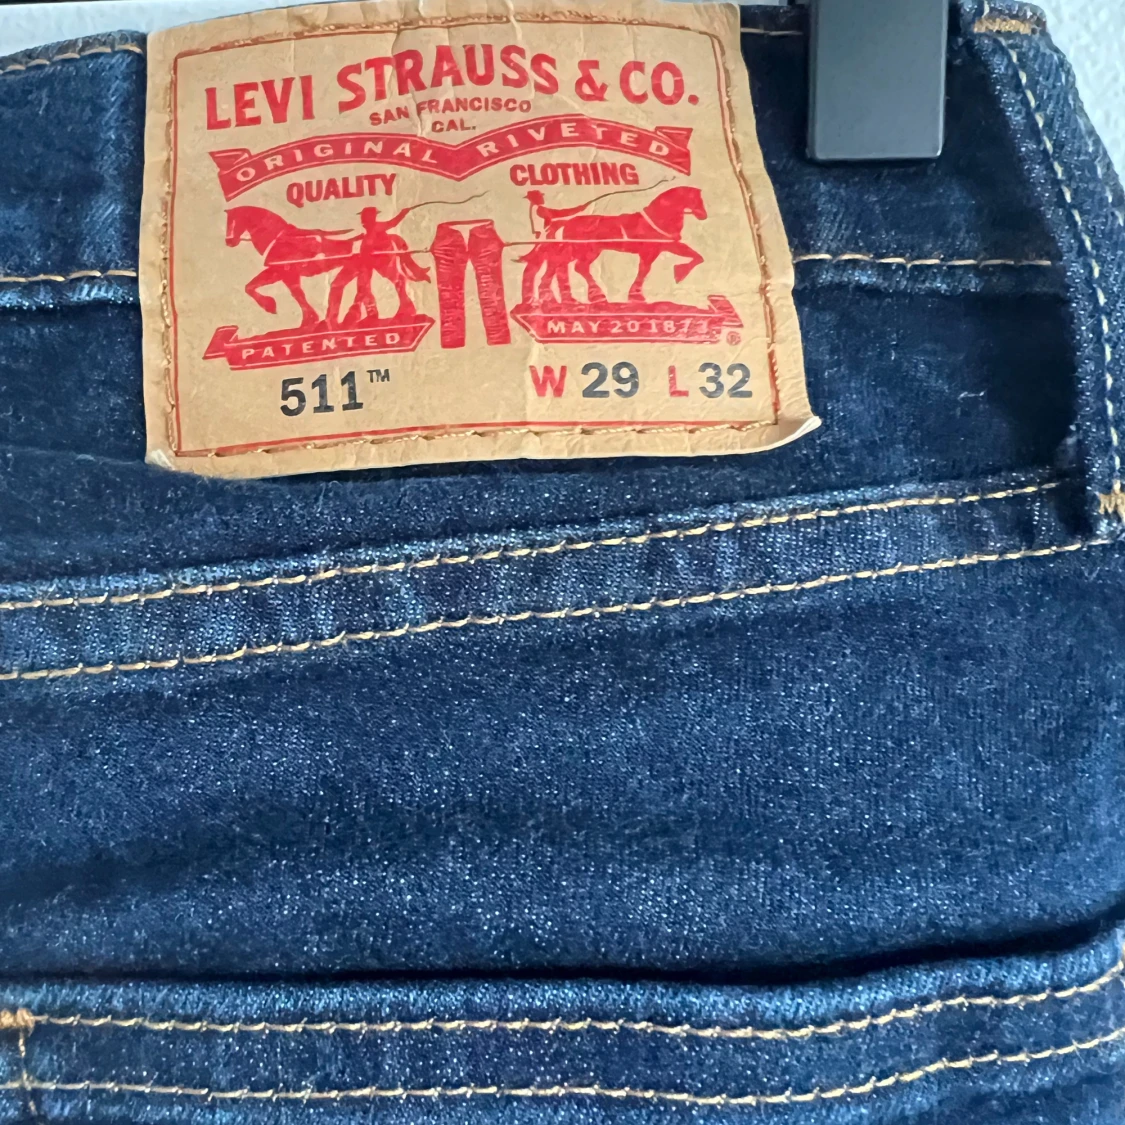 LEVI STRAUSS & CO.
SAN FRANCISCO
CAL.
ORIGINAL RIVETED
QUALITY CLOTHING
PATENTED MAY 20 1873 ®
511™ W 29 L 32